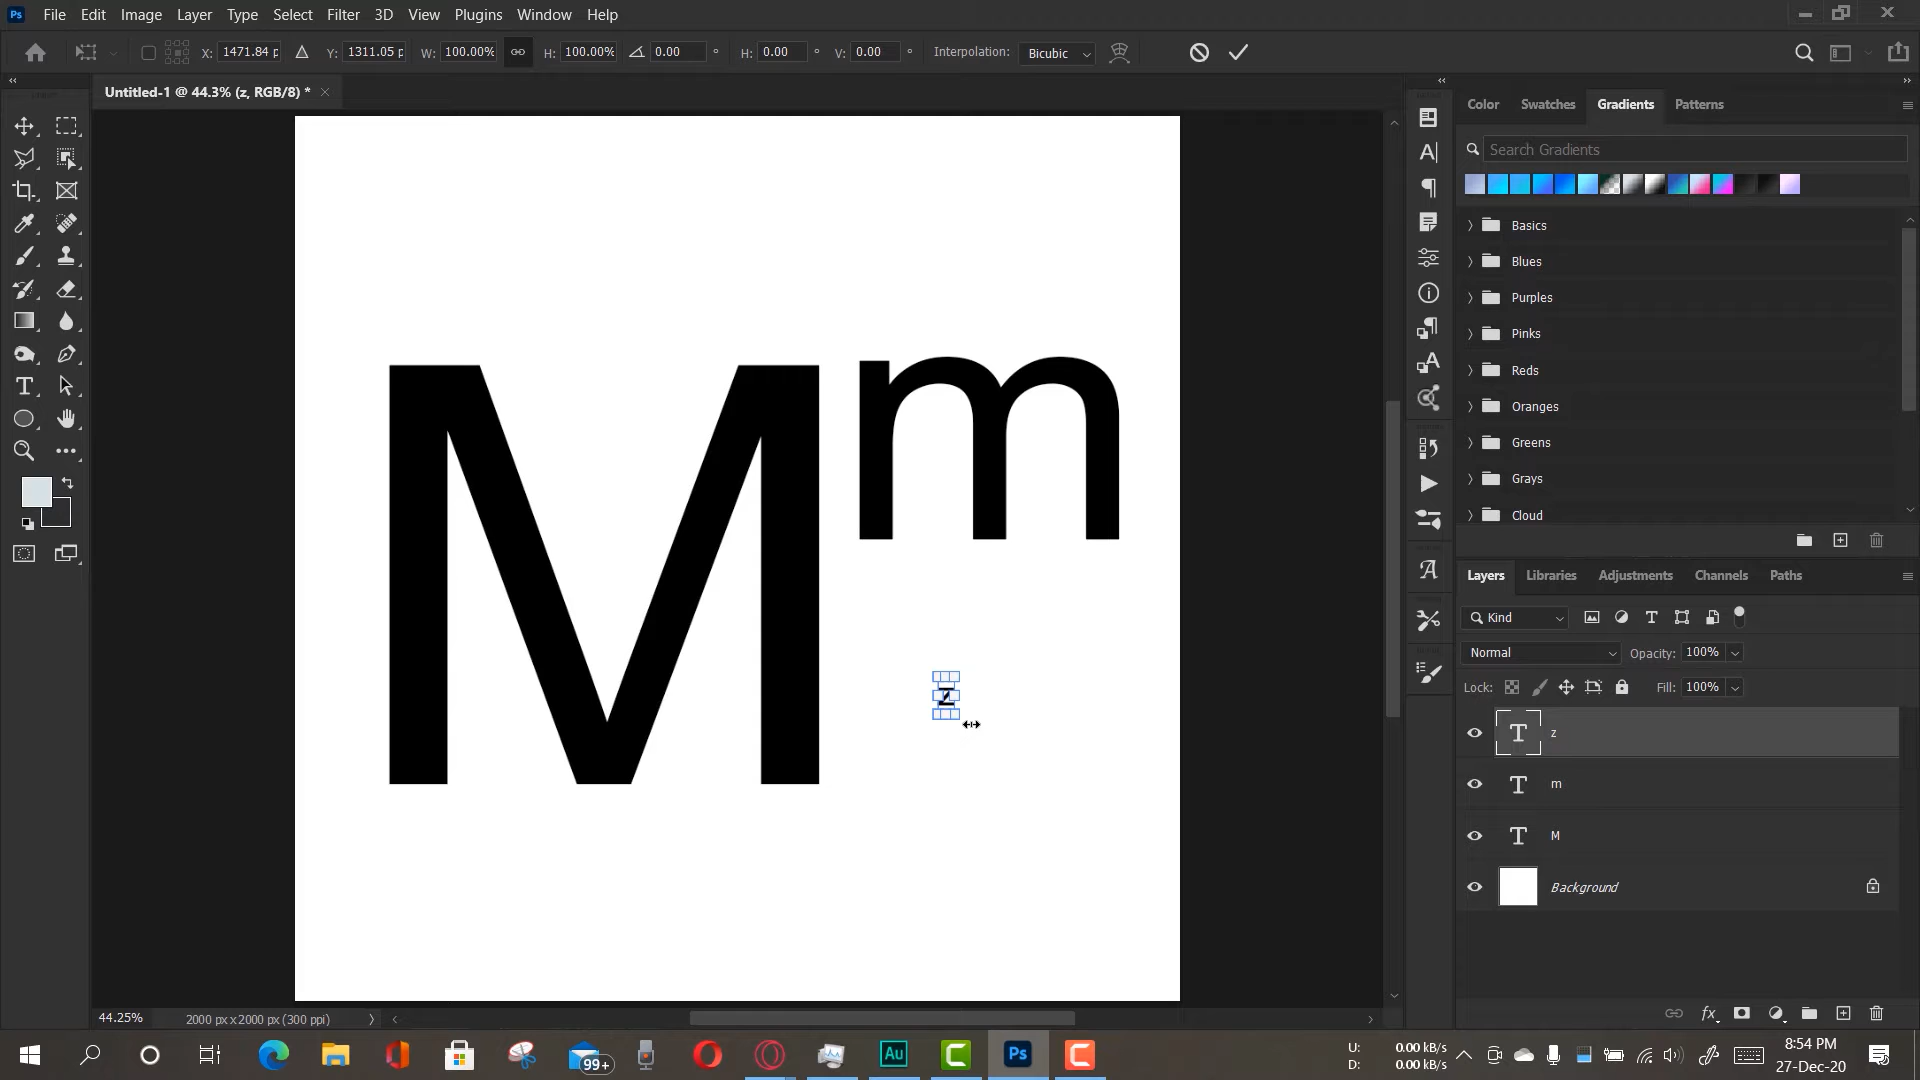 Ps File Edit Image Layer Type Select Filter 3D View Plugins Window Help
X: 1471.84 p Y: 1311.05 p W: 100.00% H: 100.00% 0.00 ° H: 0.00 ° V: 0.00 ° Interpolation: Bicubic
Untitled-1 @ 44.3% (z, RGB/8) *
Color Swatches Gradients Patterns
Search Gradients
Basics
Blues
Purples
Pinks
Reds
Oranges
Greens
Grays
Cloud
M m
z
Layers Libraries Adjustments Channels Paths
Kind
Normal Opacity: 100%
Lock: Fill: 100%
z
m
M
Background
44.25% 2000 px x 2000 px (300 ppi)
99+ Au Ps
U: 0.00 kB/s
D: 0.00 kB/s
8:54 PM
27-Dec-20